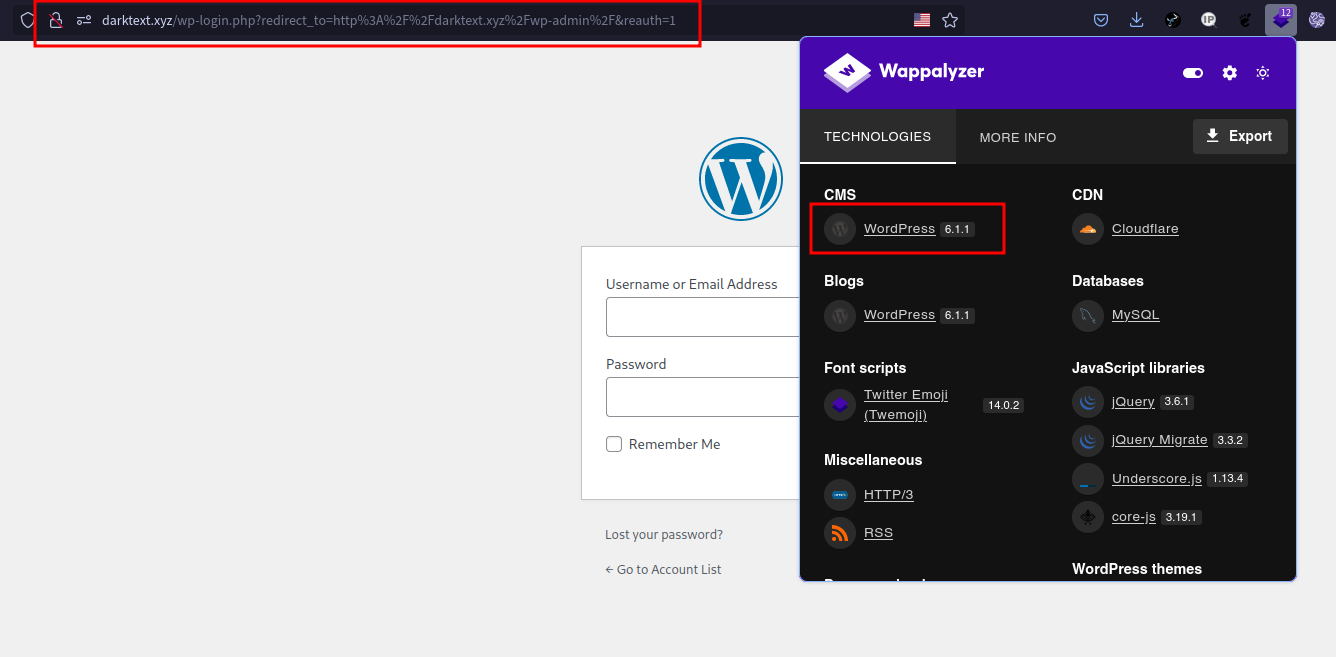 darktext.xyz/wp-login.php?redirect_to=http%3A%2F%2Fdarktext.xyz%2Fwp-admin%2F&reauth=1
IP
12
W
Username or Email Address
Password
Remember Me
Lost your password?
← Go to Account List
Wappalyzer
TECHNOLOGIES
MORE INFO
Export
CMS
WordPress 6.1.1
Blogs
WordPress 6.1.1
Font scripts
Twitter Emoji
(Twemoji) 14.0.2
Miscellaneous
HTTP/3
RSS
CDN
Cloudflare
Databases
MySQL
JavaScript libraries
jQuery 3.6.1
jQuery Migrate 3.3.2
Underscore.js 1.13.4
core-js 3.19.1
WordPress themes